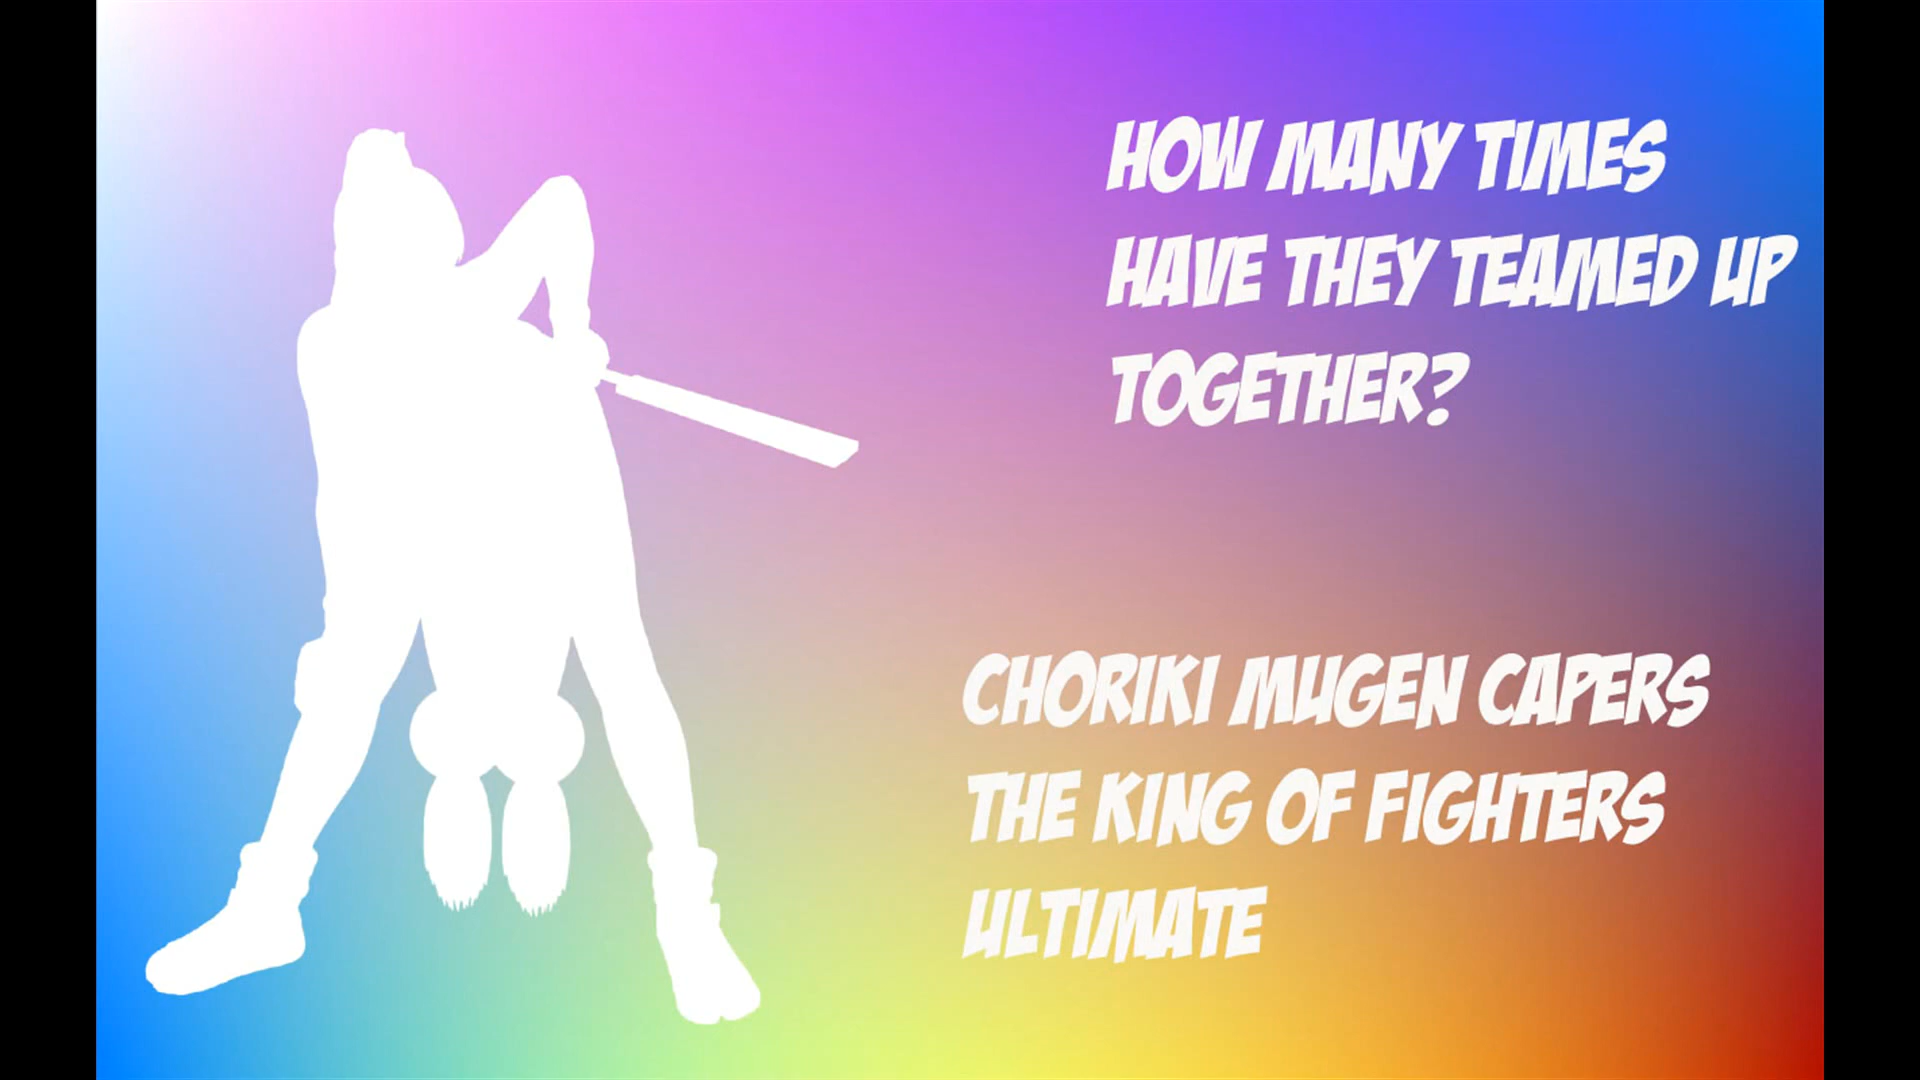 HOW MANY TIMES
HAVE THEY TEAMED UP
TOGETHER?
CHORIKI MUGEN CAPERS
THE KING OF FIGHTERS
ULTIMATE